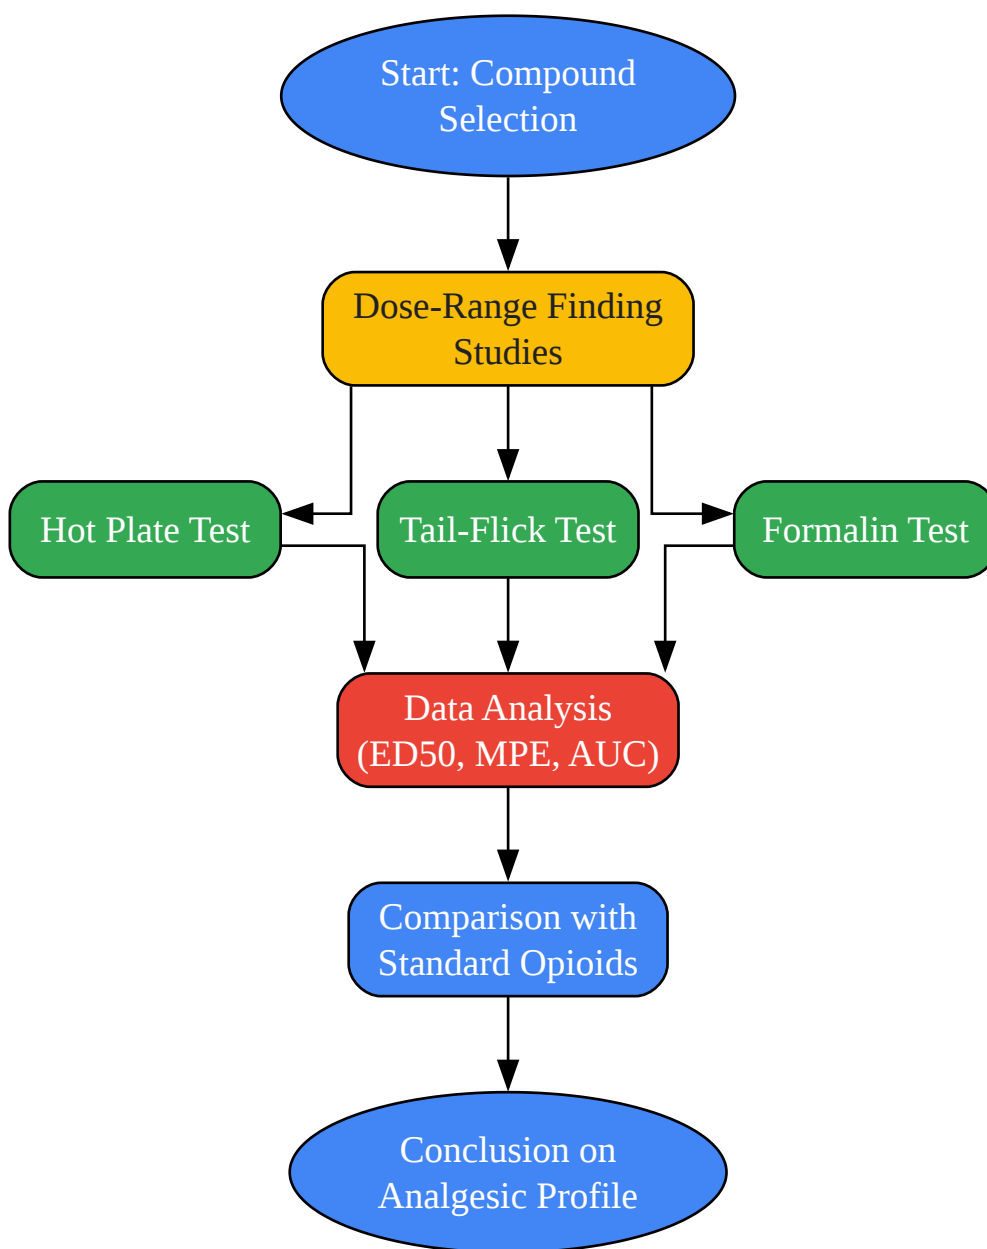 Start: Compound
Selection
Dose-Range Finding
Studies
Hot Plate Test
Tail-Flick Test
Formalin Test
Data Analysis
(ED50, MPE, AUC)
Comparison with
Standard Opioids
Conclusion on
Analgesic Profile